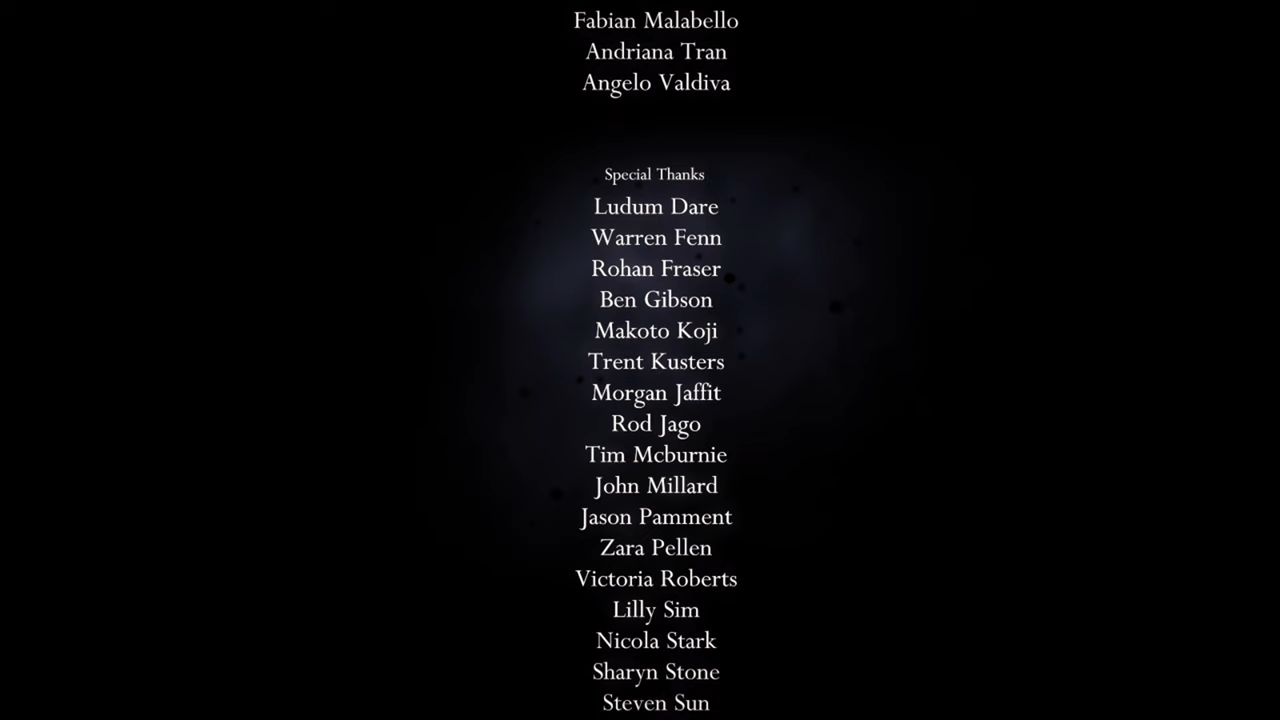 Fabian Malabello
Andriana Tran
Angelo Valdiva
Special Thanks
Ludum Dare
Warren Fenn
Rohan Fraser
Ben Gibson
Makoto Koji
Trent Kusters
Morgan Jaffit
Rod Jago
Tim Mcburnie
John Millard
Jason Pamment
Zara Pellen
Victoria Roberts
Lilly Sim
Nicola Stark
Sharyn Stone
Steven Sun